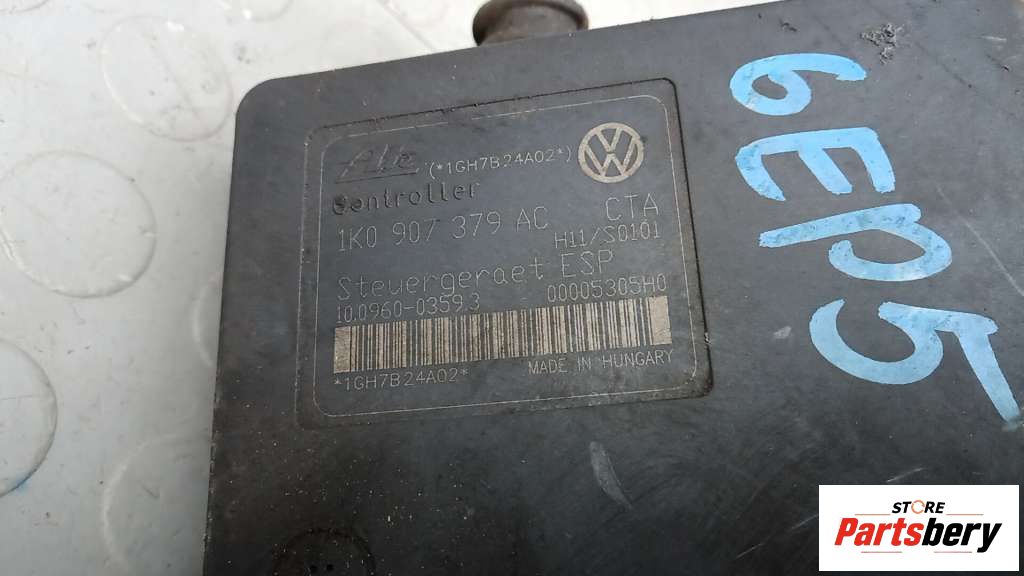 Ate
(*1GH7B24A02*)
Controller
1K0 907 379 AC CTA
H11/S0101
Steuergeraet ESP
10.0960-0359.3 00005305H0
*1GH7B24A02* MADE IN HUNGARY
6EP5
STORE
Partsbery